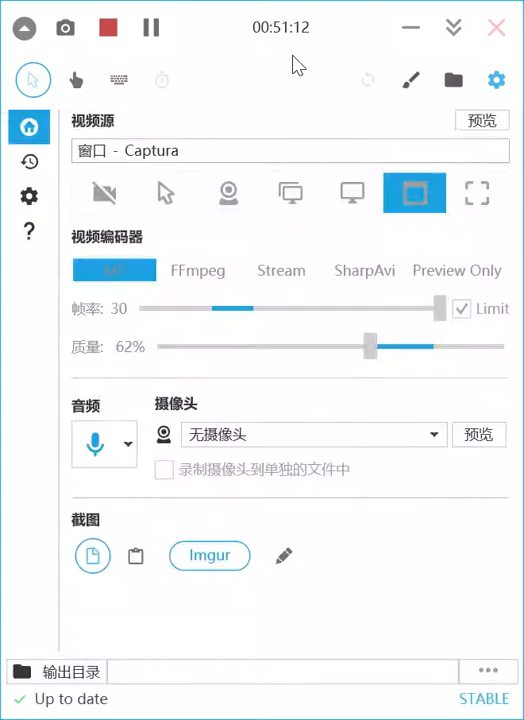 00:51:12
视频源
预览
窗口 - Captura
视频编码器
MF FFmpeg Stream SharpAvi Preview Only
帧率: 30
Limit
质量: 62%
音频
摄像头
无摄像头
预览
录制摄像头到单独的文件中
截图
Imgur
输出目录
Up to date
STABLE